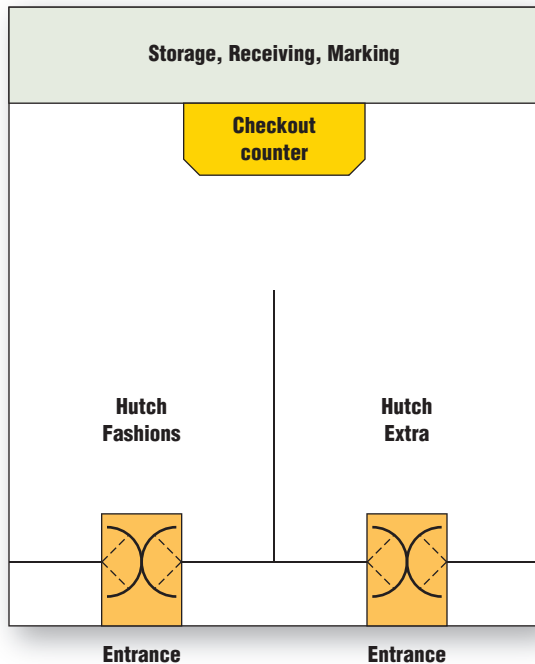 Storage, Receiving, Marking
Checkout
counter
Hutch
Fashions
Hutch
Extra
Entrance
Entrance